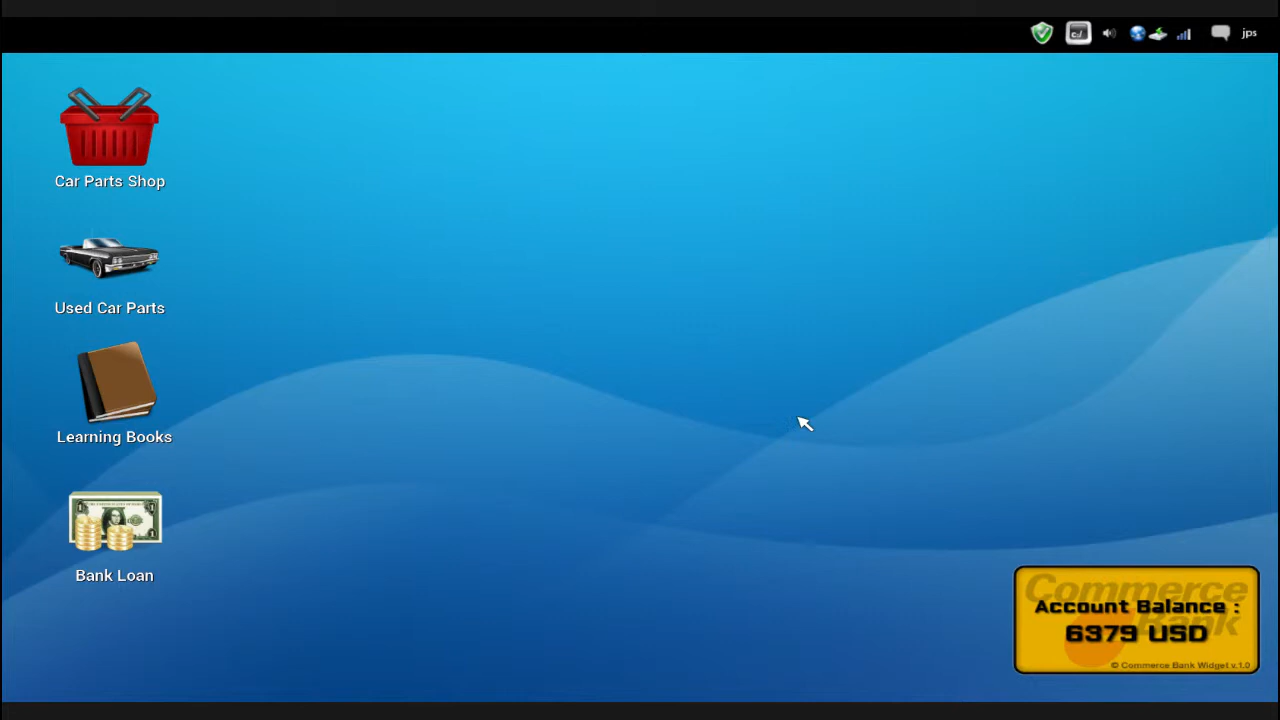 c:/
jps
Car Parts Shop
Used Car Parts
Learning Books
Bank Loan
Commerce Bank
Account Balance :
6379 USD
© Commerce Bank Widget v.1.0